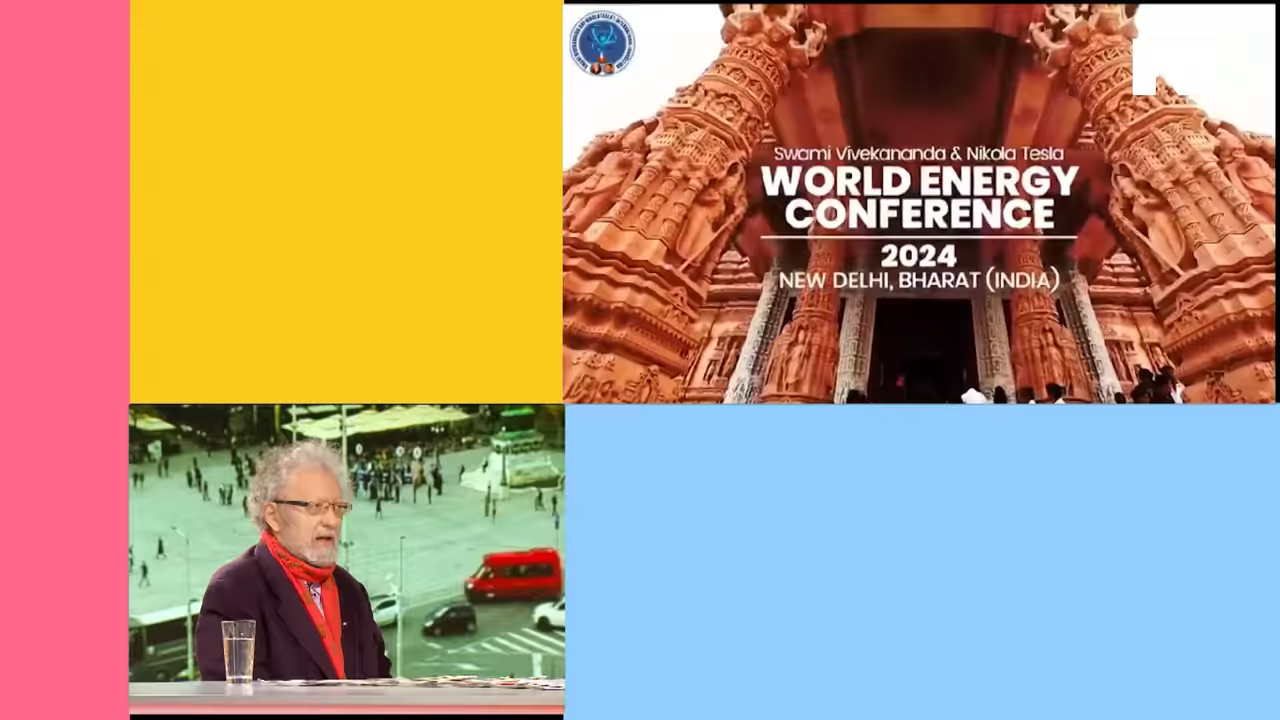 Swami Vivekananda & Nikola Tesla
WORLD ENERGY
CONFERENCE
2024
NEW DELHI, BHARAT (INDIA)